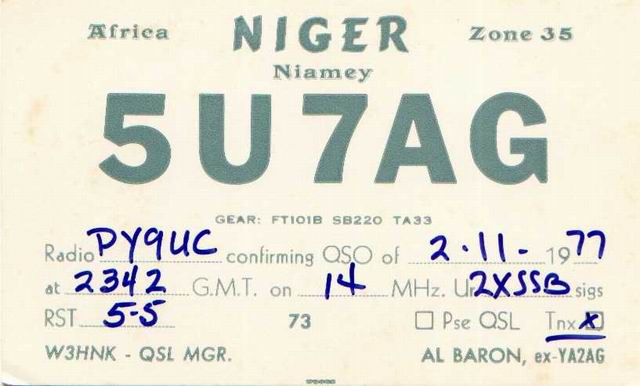 Africa NIGER Zone 35
Niamey
5U7AG
GEAR: FT101B SB220 TA33
Radio PY9UC confirming QSO of 2·11- 1977
at 2342 G.M.T. on 14 MHz. Ur 2XSSB sigs
RST 5-5 73 Pse QSL Tnx X
W3HNK - QSL MGR. AL BARON, ex-YA2AG